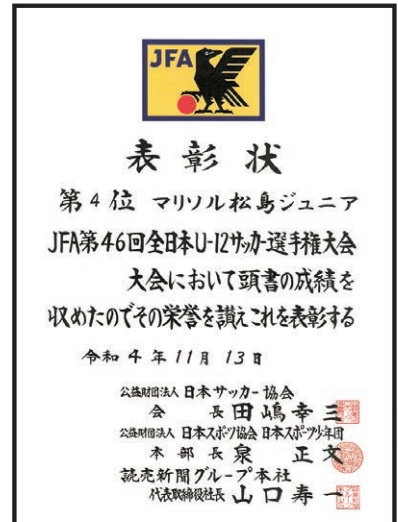 JFA
表彰状
第4位 マリソル松島ジュニア
JFA第46回全日本U-12サッカー選手権大会
大会において頭書の成績を
収めたのでその栄誉を讃えこれを表彰する
令和4年11月13日
公益財団法人 日本サッカー協会
会長 田嶋幸三
公益財団法人 日本スポーツ協会 日本スポーツ少年団
本部長 泉正文
読売新聞グループ本社
代表取締役社長 山口寿一